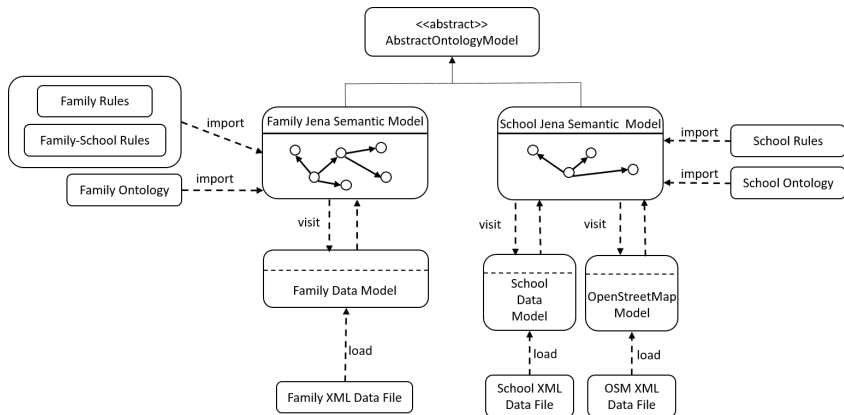 <<abstract>>
AbstractOntologyModel
Family Rules
Family-School Rules
import
Family Ontology
import
Family Jena Semantic Model
School Jena Semantic  Model
import
School Rules
import
School Ontology
visit
visit
visit
Family Data Model
School
Data
Model
OpenStreetMap
Model
load
load
load
Family XML Data File
School XML
Data File
OSM XML
Data File